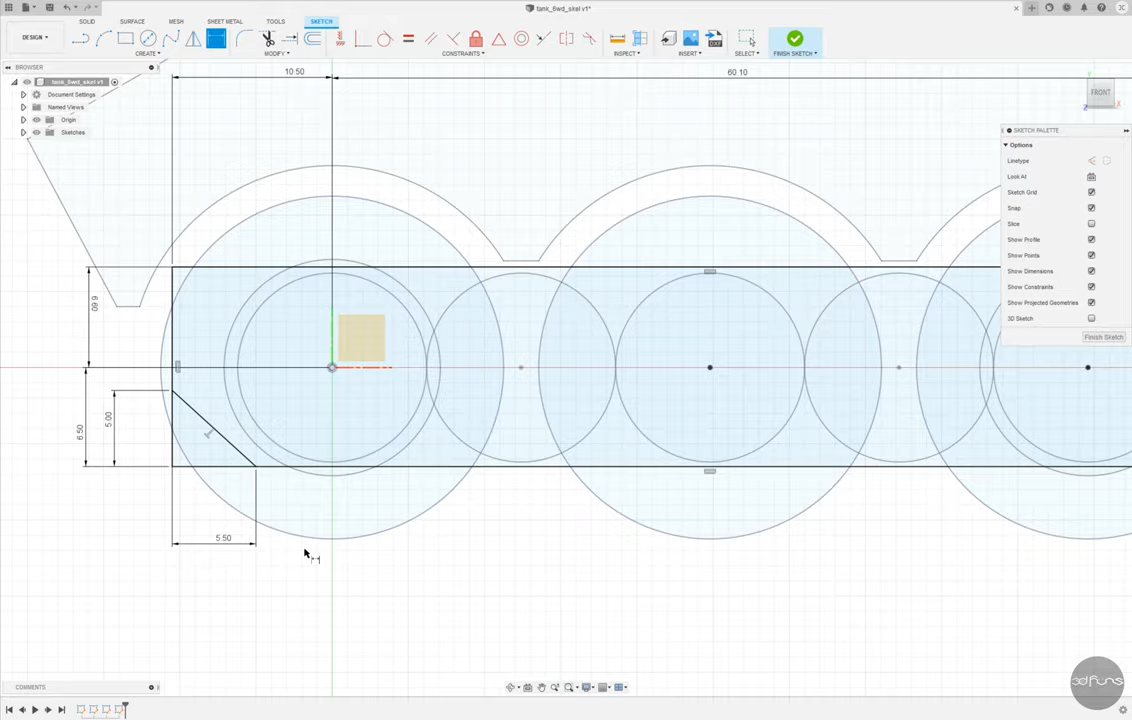 tank_6wd_skel v1*
DESIGN
SOLID SURFACE MESH SHEET METAL TOOLS SKETCH
CREATE MODIFY CONSTRAINTS INSPECT INSERT SELECT FINISH SKETCH
BROWSER
tank_6wd_skel v1
Document Settings
Named Views
Origin
Sketches
10.50
60.10
FRONT
X
Z
SKETCH PALETTE
Options
Linetype
Look At
Sketch Grid
Snap
Slice
Show Profile
Show Points
Show Dimensions
Show Constraints
Show Projected Geometries
3D Sketch
Finish Sketch
6.60
6.50
5.00
5.50
COMMENTS
3dfuns